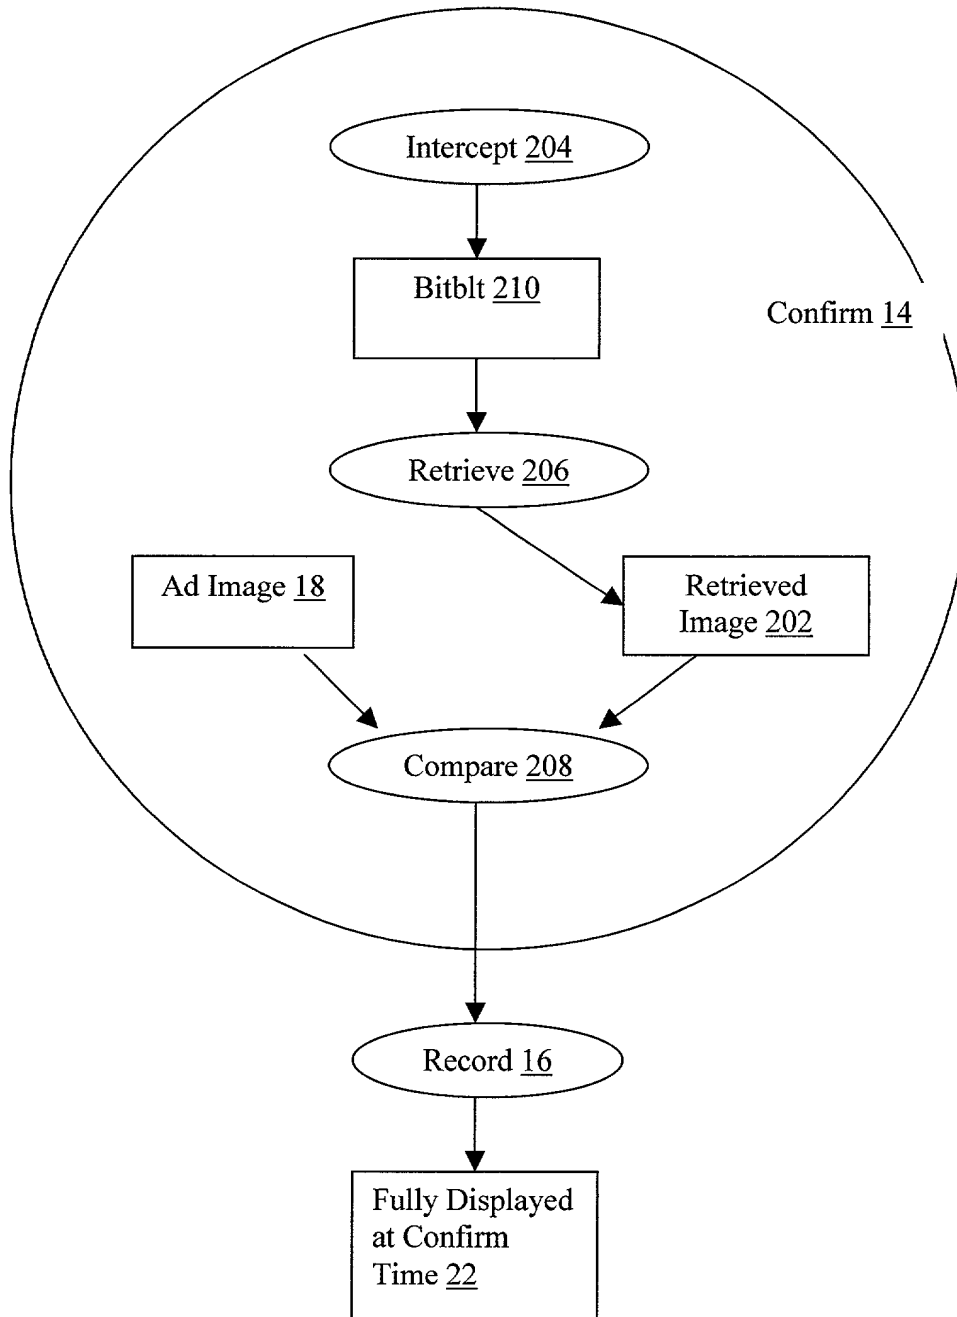 Intercept 204
Bitblt 210
Confirm 14
Retrieve 206
Ad Image 18
Retrieved
Image 202
Compare 208
Record 16
Fully Displayed
at Confirm
Time 22